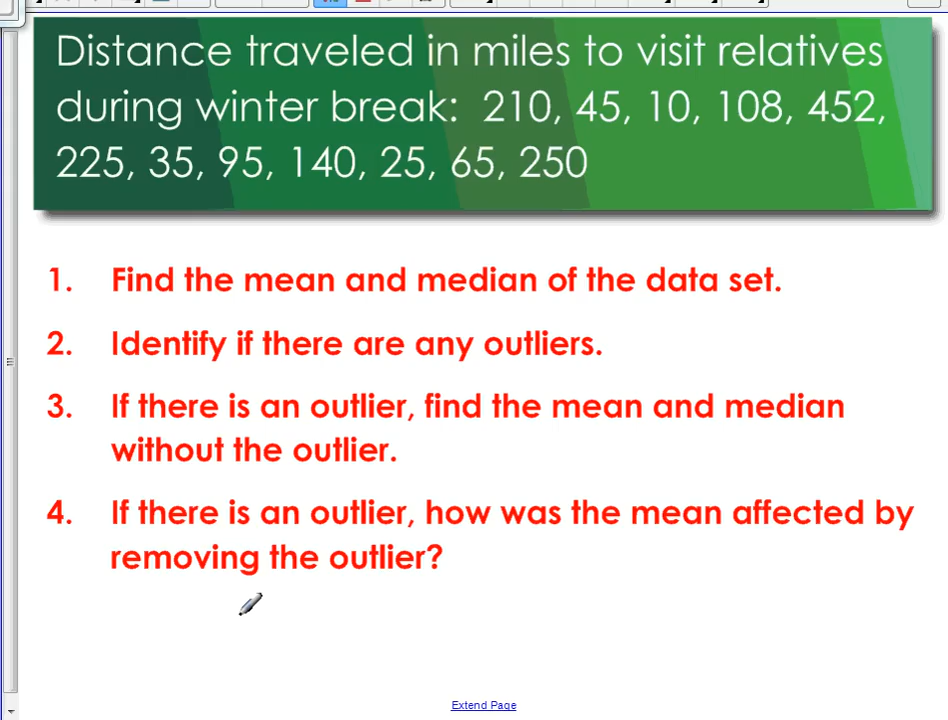 Distance traveled in miles to visit relatives
during winter break:  210, 45, 10, 108, 452,
225, 35, 95, 140, 25, 65, 250
1. Find the mean and median of the data set.
2. Identify if there are any outliers.
3. If there is an outlier, find the mean and median
without the outlier.
4. If there is an outlier, how was the mean affected by
removing the outlier?
Extend Page